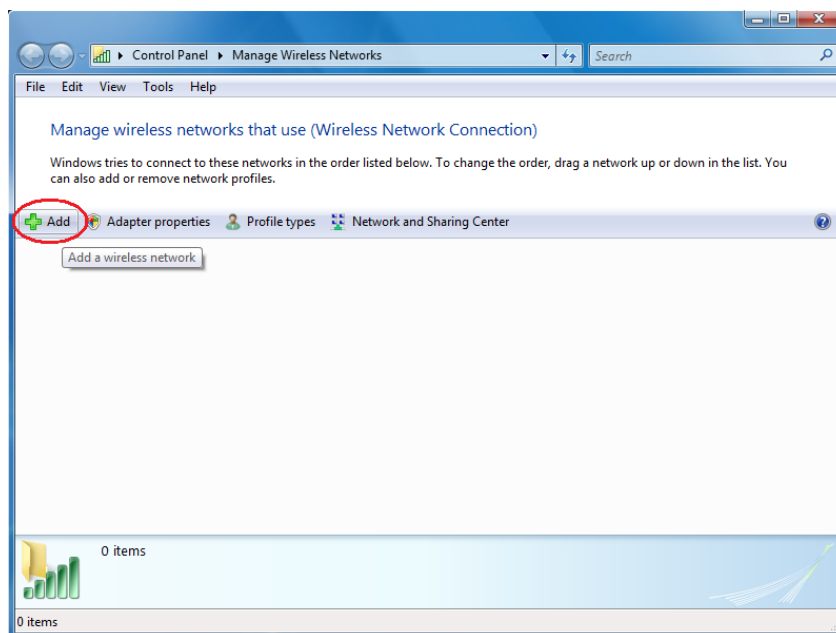 Control Panel Manage Wireless Networks Search
File Edit View Tools Help
Manage wireless networks that use (Wireless Network Connection)
Windows tries to connect to these networks in the order listed below. To change the order, drag a network up or down in the list. You
can also add or remove network profiles.
Add Adapter properties Profile types Network and Sharing Center
Add a wireless network
0 items
0 items